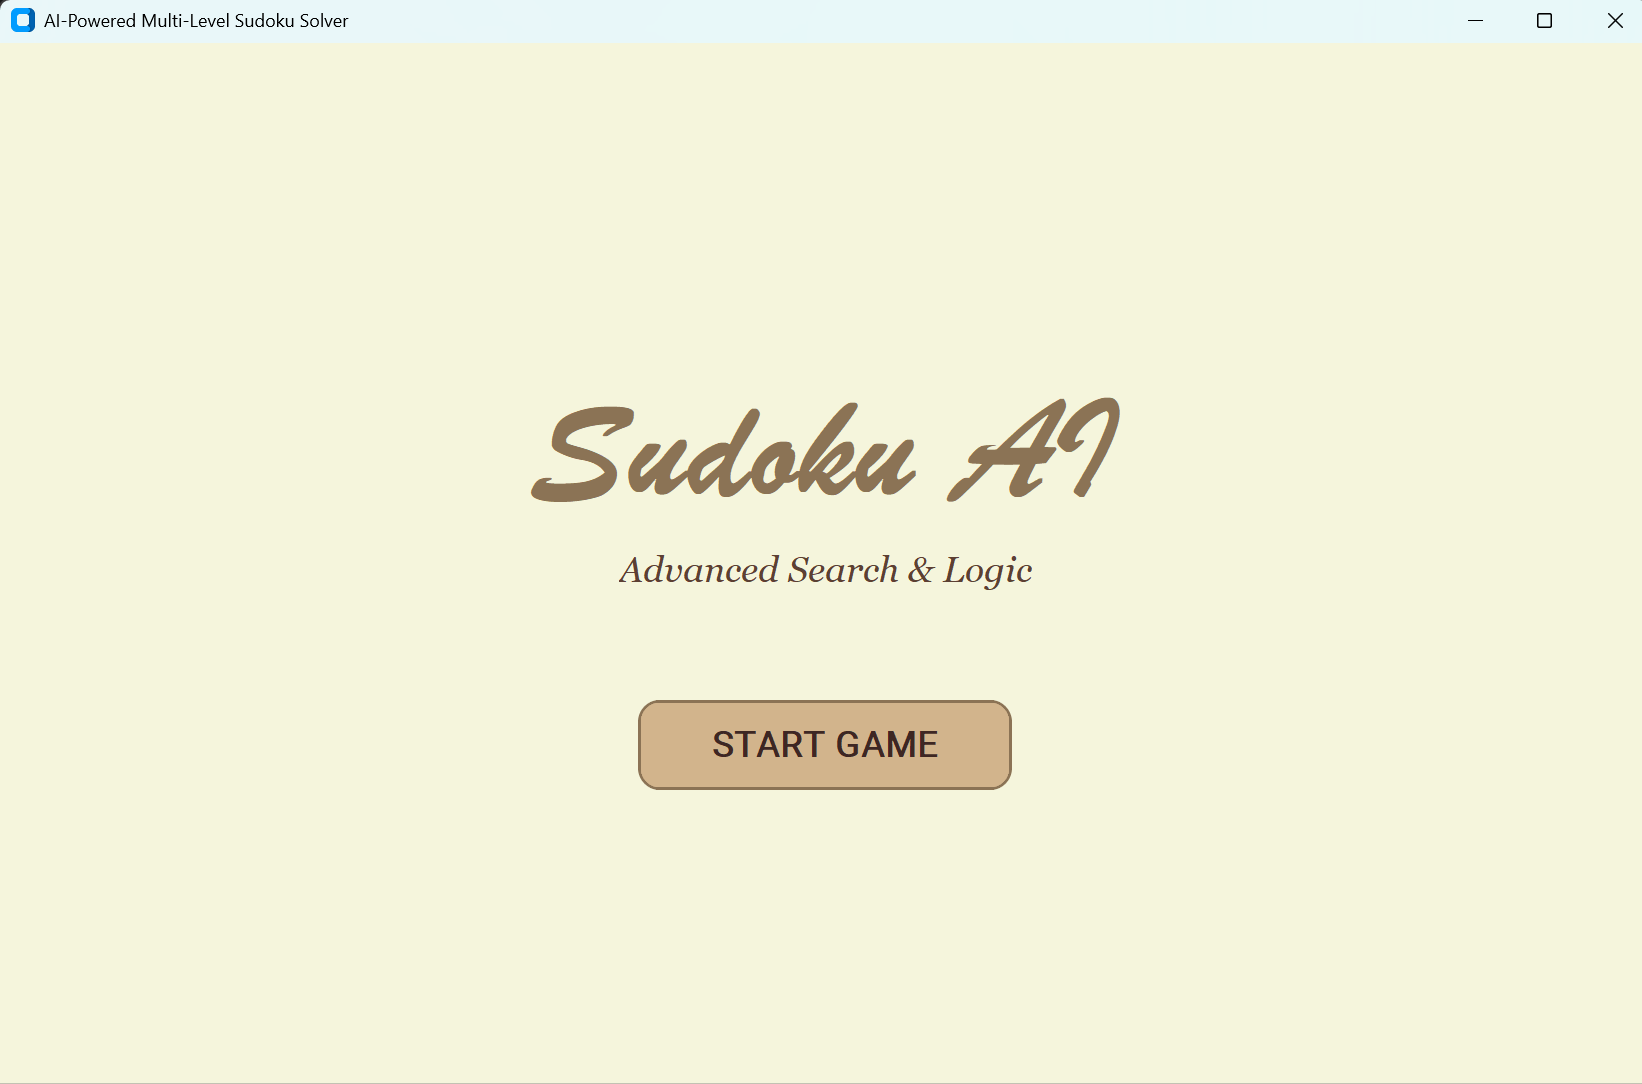 AI-Powered Multi-Level Sudoku Solver
Sudoku AI
Advanced Search & Logic
START GAME